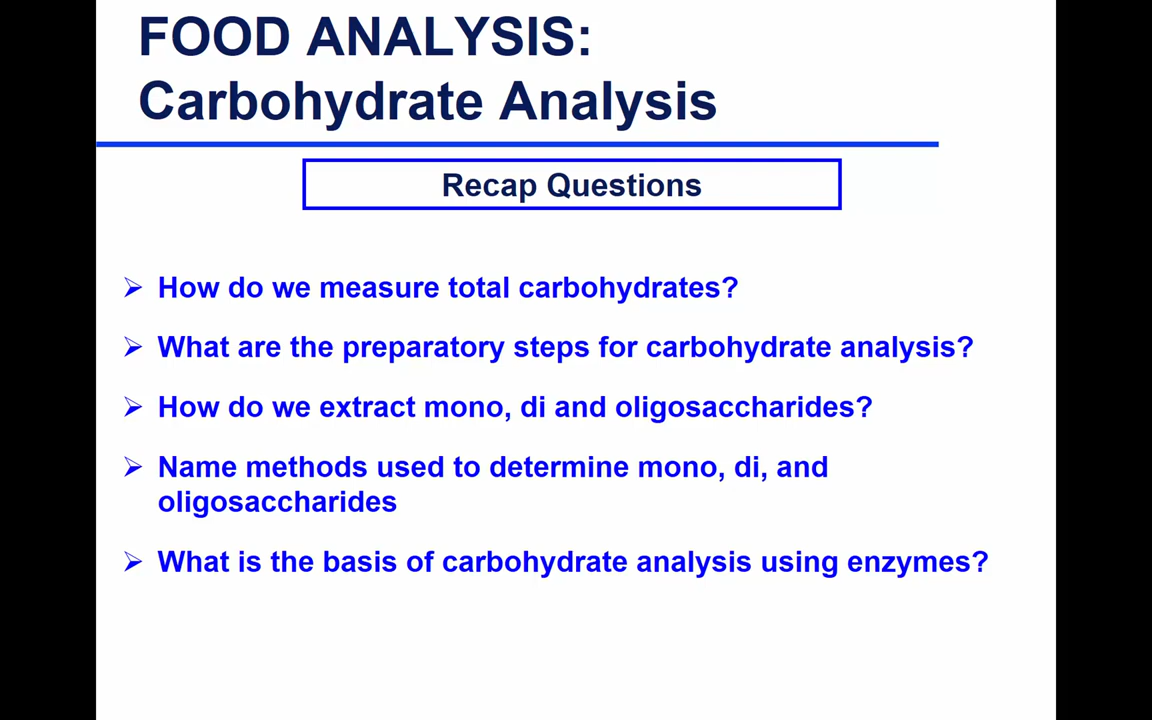 FOOD ANALYSIS:
Carbohydrate Analysis
Recap Questions
➢ How do we measure total carbohydrates?
➢ What are the preparatory steps for carbohydrate analysis?
➢ How do we extract mono, di and oligosaccharides?
➢ Name methods used to determine mono, di, and
oligosaccharides
➢ What is the basis of carbohydrate analysis using enzymes?